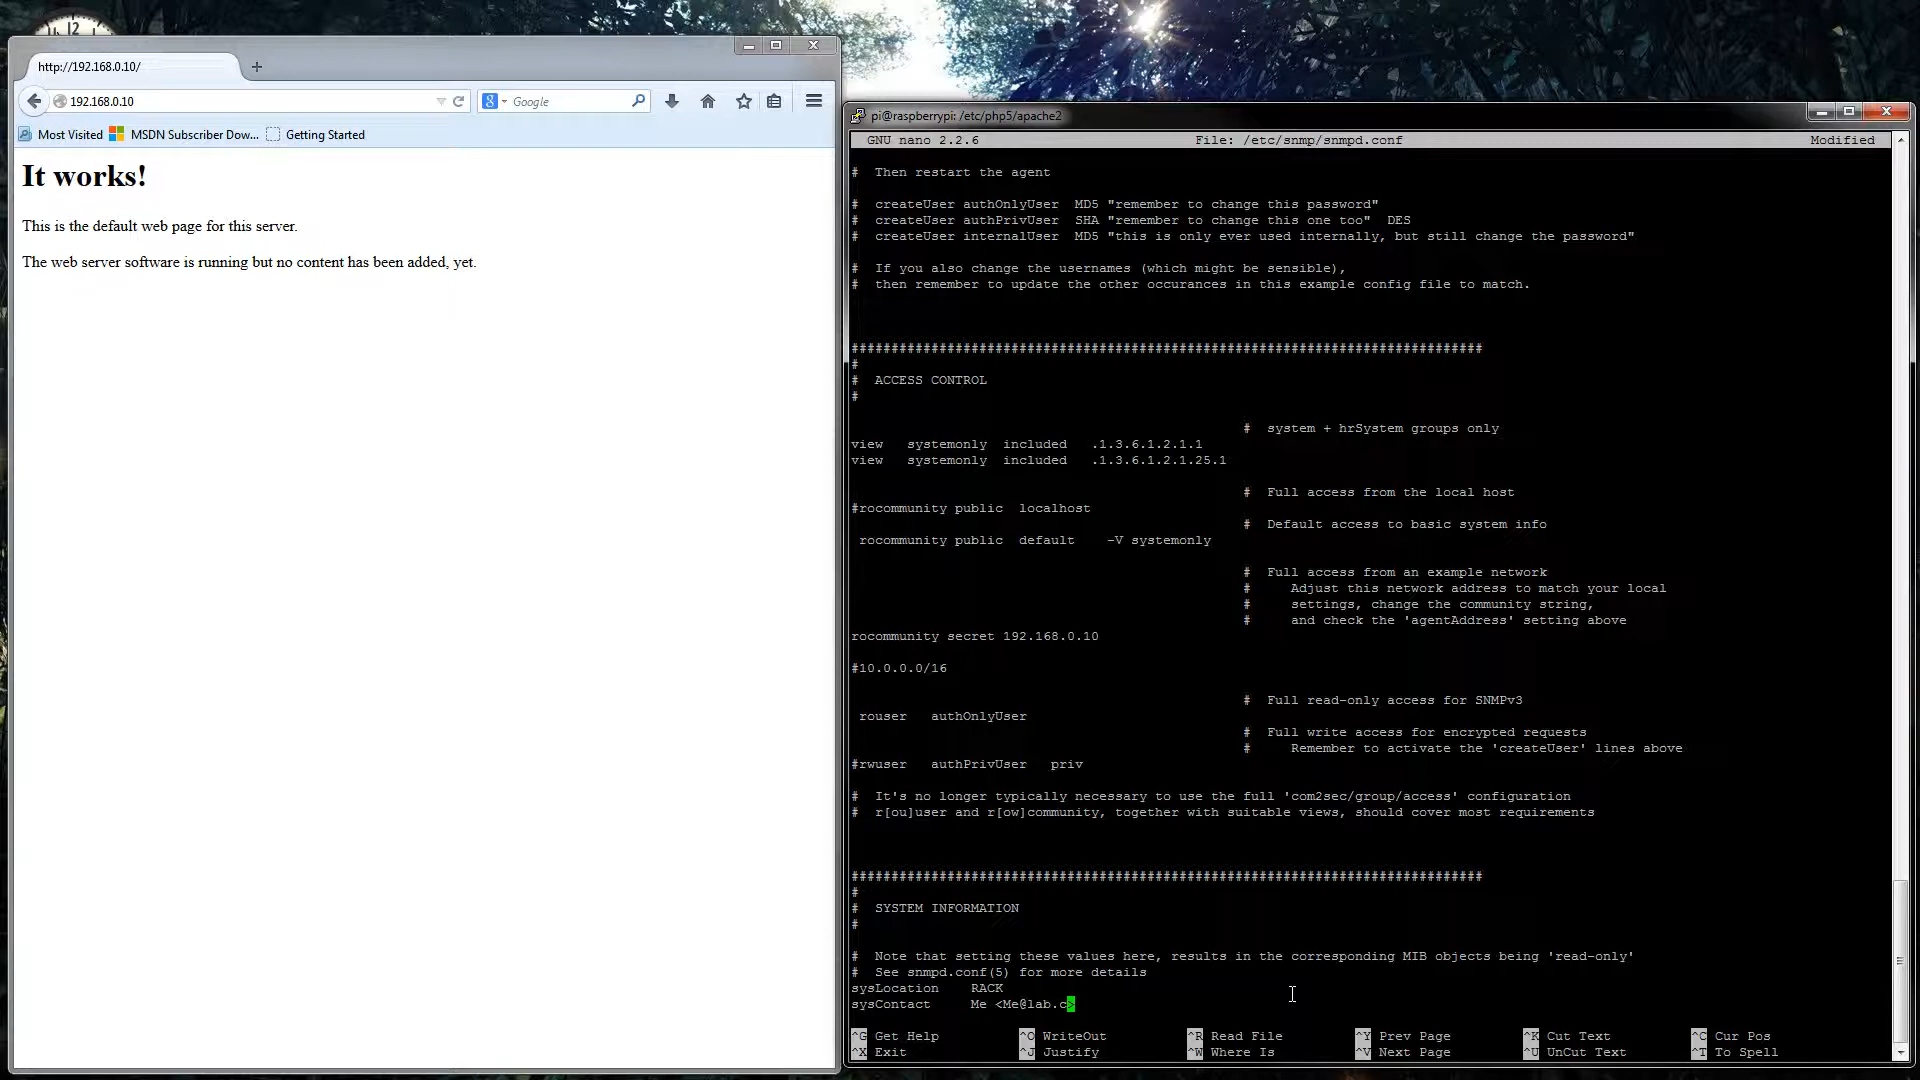 12
http://192.168.0.10/
192.168.0.10
Google
Most Visited MSDN Subscriber Dow... Getting Started
It works!
This is the default web page for this server.
The web server software is running but no content has been added, yet.
pi@raspberrypi: /etc/php5/apache2
GNU nano 2.2.6 File: /etc/snmp/snmpd.conf Modified
# Then restart the agent
# createUser authOnlyUser MD5 "remember to change this password"
# createUser authPrivUser SHA "remember to change this one too" DES
# createUser internalUser MD5 "this is only ever used internally, but still change the password"
# If you also change the usernames (which might be sensible),
# then remember to update the other occurances in this example config file to match.
###############################################################################
#
# ACCESS CONTROL
#
# system + hrSystem groups only
view systemonly included .1.3.6.1.2.1.1
view systemonly included .1.3.6.1.2.1.25.1
# Full access from the local host
#rocommunity public localhost
# Default access to basic system info
rocommunity public default -V systemonly
# Full access from an example network
# Adjust this network address to match your local
# settings, change the community string,
# and check the 'agentAddress' setting above
rocommunity secret 192.168.0.10
#10.0.0.0/16
# Full read-only access for SNMPv3
rouser authOnlyUser
# Full write access for encrypted requests
# Remember to activate the 'createUser' lines above
#rwuser authPrivUser priv
# It's no longer typically necessary to use the full 'com2sec/group/access' configuration
# r[ou]user and r[ow]community, together with suitable views, should cover most requirements
###############################################################################
#
# SYSTEM INFORMATION
#
# Note that setting these values here, results in the corresponding MIB objects being 'read-only'
# See snmpd.conf(5) for more details
sysLocation RACK
sysContact Me <Me@lab.c>
^G Get Help ^O WriteOut ^R Read File ^Y Prev Page ^K Cut Text ^C Cur Pos
^X Exit ^J Justify ^W Where Is ^V Next Page ^U UnCut Text ^T To Spell